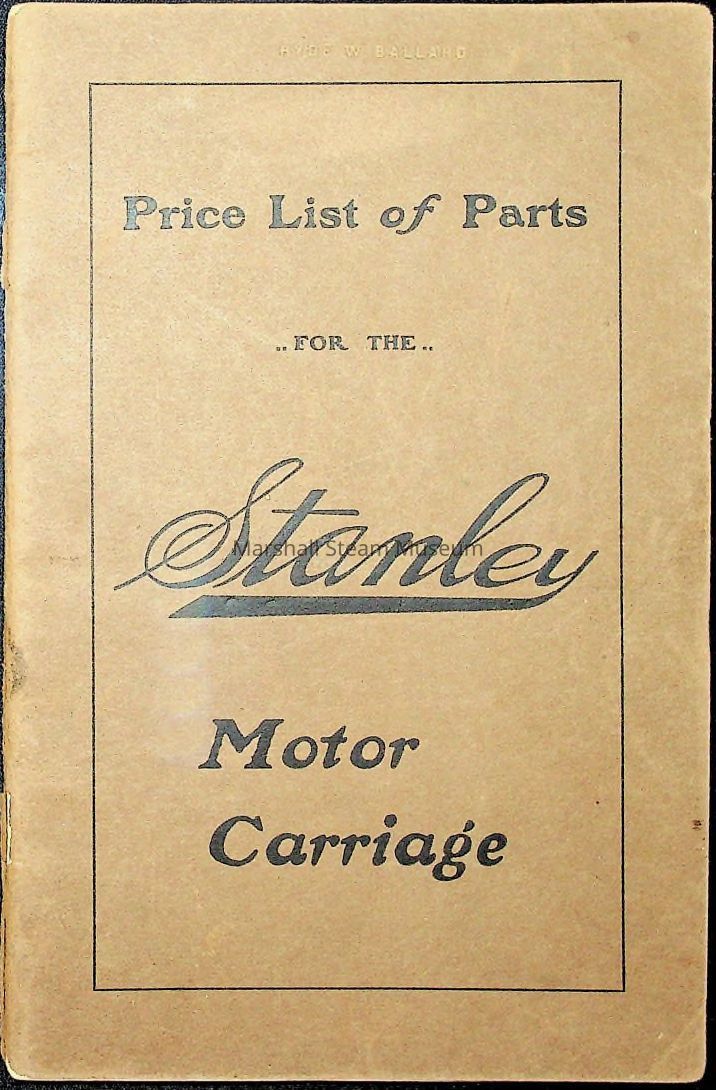 HYDE W BALLARD
Price List of Parts
..FOR THE..
Stanley
Marshall Steam Museum
Motor
Carriage